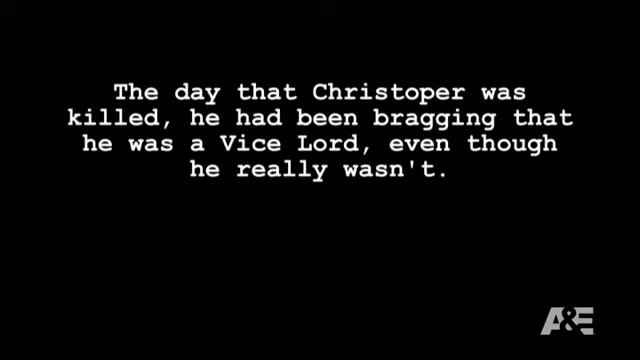 The day that Christoper was
killed, he had been bragging that
he was a Vice Lord, even though
he really wasn't.
A&E